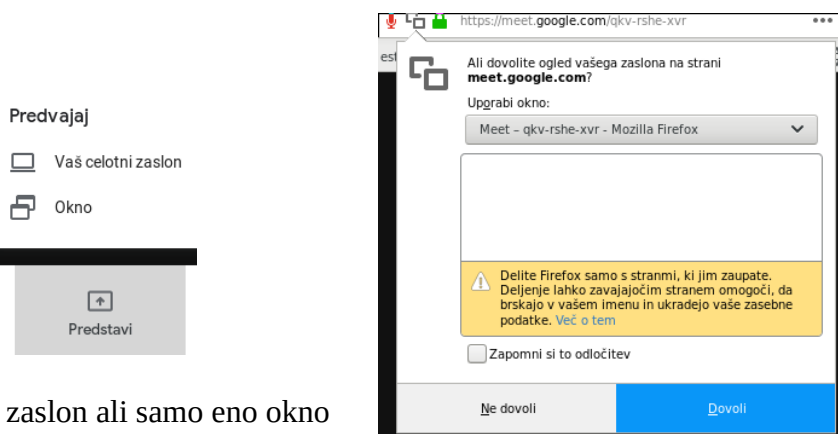 Predvajaj
Vaš celotni zaslon
Okno
Predstavi
zaslon ali samo eno okno
https://meet.google.com/qkv-rshe-xvr
est
Ali dovolite ogled vašega zaslona na strani
meet.google.com?
Uporabi okno:
Meet – qkv-rshe-xvr - Mozilla Firefox
Delite Firefox samo s stranmi, ki jim zaupate.
Deljenje lahko zavajajočim stranem omogoči, da
brskajo v vašem imenu in ukradejo vaše zasebne
podatke. Več o tem
Zapomni si to odločitev
Ne dovoli
Dovoli